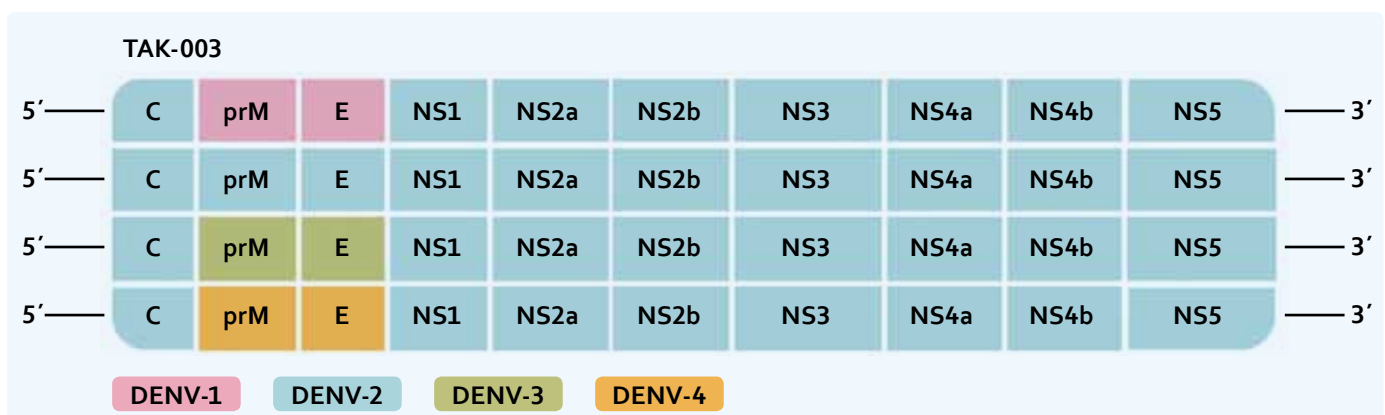 TAK-003
5´ C prM E NS1 NS2a NS2b NS3 NS4a NS4b NS5 3´
5´ C prM E NS1 NS2a NS2b NS3 NS4a NS4b NS5 3´
5´ C prM E NS1 NS2a NS2b NS3 NS4a NS4b NS5 3´
5´ C prM E NS1 NS2a NS2b NS3 NS4a NS4b NS5 3´
DENV-1 DENV-2 DENV-3 DENV-4